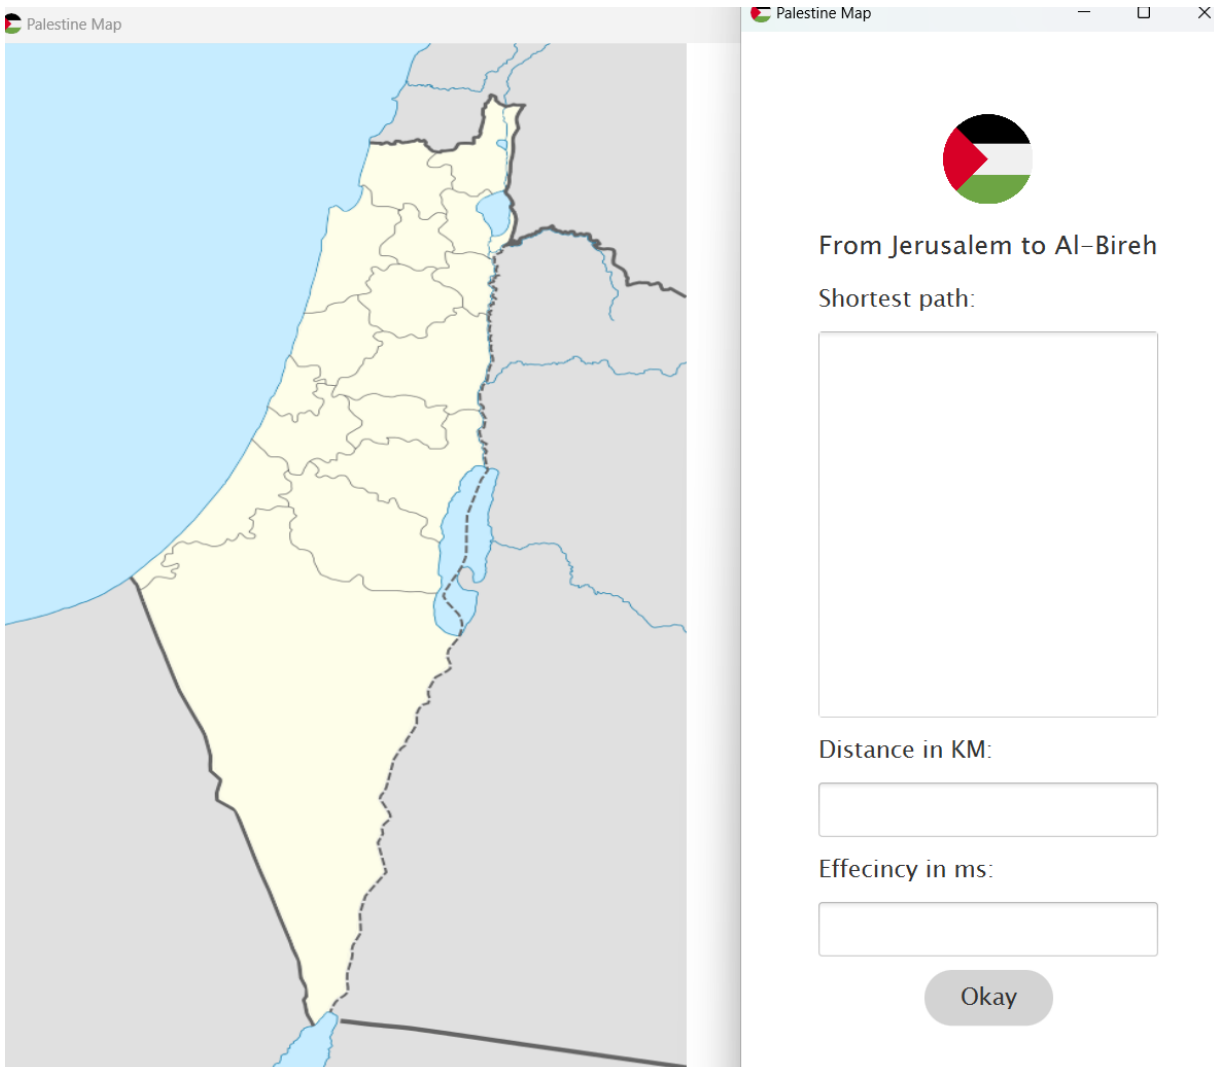 Palestine Map
Palestine Map
From Jerusalem to Al-Bireh
Shortest path:
Distance in KM:
Effecincy in ms:
Okay